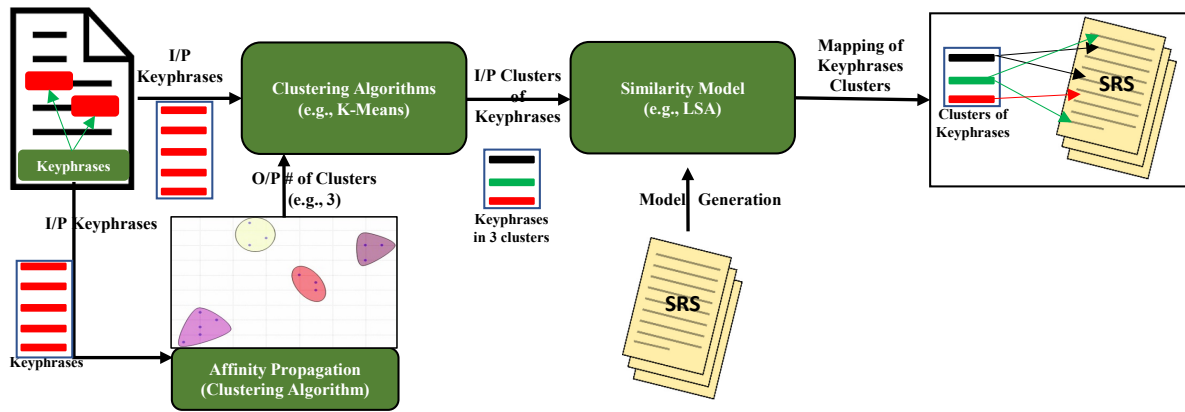 I/P
Keyphrases
Clustering Algorithms
(e.g., K-Means)
I/P Clusters
of
Keyphrases
Similarity Model
(e.g., LSA)
Mapping of
Keyphrases
Clusters
SRS
Clusters of
Keyphrases
Keyphrases
O/P # of Clusters
(e.g., 3)
I/P Keyphrases
Keyphrases
in 3 clusters
Model Generation
SRS
Keyphrases
Affinity Propagation
(Clustering Algorithm)